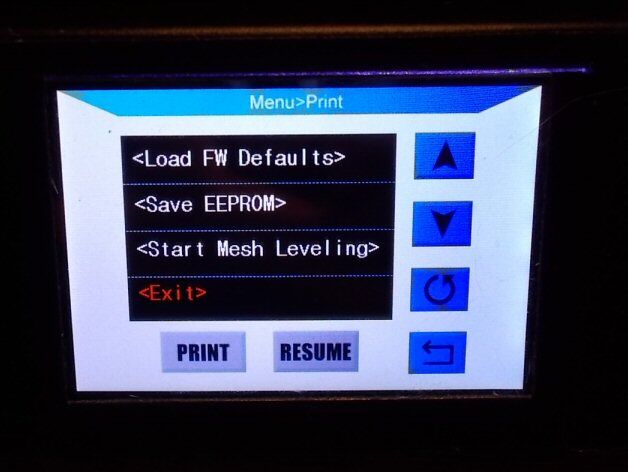 Menu>Print
<Load FW Defaults>
<Save EEPROM>
<Start Mesh Leveling>
<Exit>
PRINT RESUME